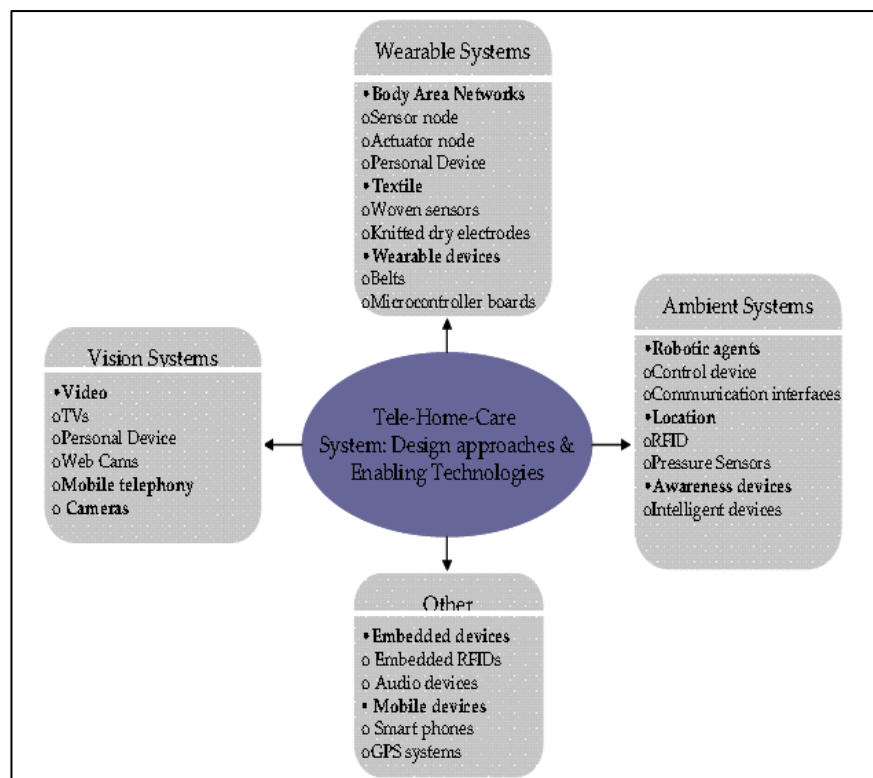 Wearable Systems
•Body Area Networks
oSensor node
oActuator node
oPersonal Device
•Textile
oWoven sensors
oKnitted dry electrodes
•Wearable devices
oBelts
oMicrocontroller boards
Vision Systems
•Video
oTVs
oPersonal Device
oWeb Cams
oMobile telephony
o Cameras
Tele-Home-Care
System: Design approaches &
Enabling Technologies
Ambient Systems
•Robotic agents
oControl device
oCommunication interfaces
•Location
oRFID
oPressure Sensors
•Awareness devices
oIntelligent devices
Other
•Embedded devices
o Embedded RFIDs
o Audio devices
• Mobile devices
o Smart phones
oGPS systems